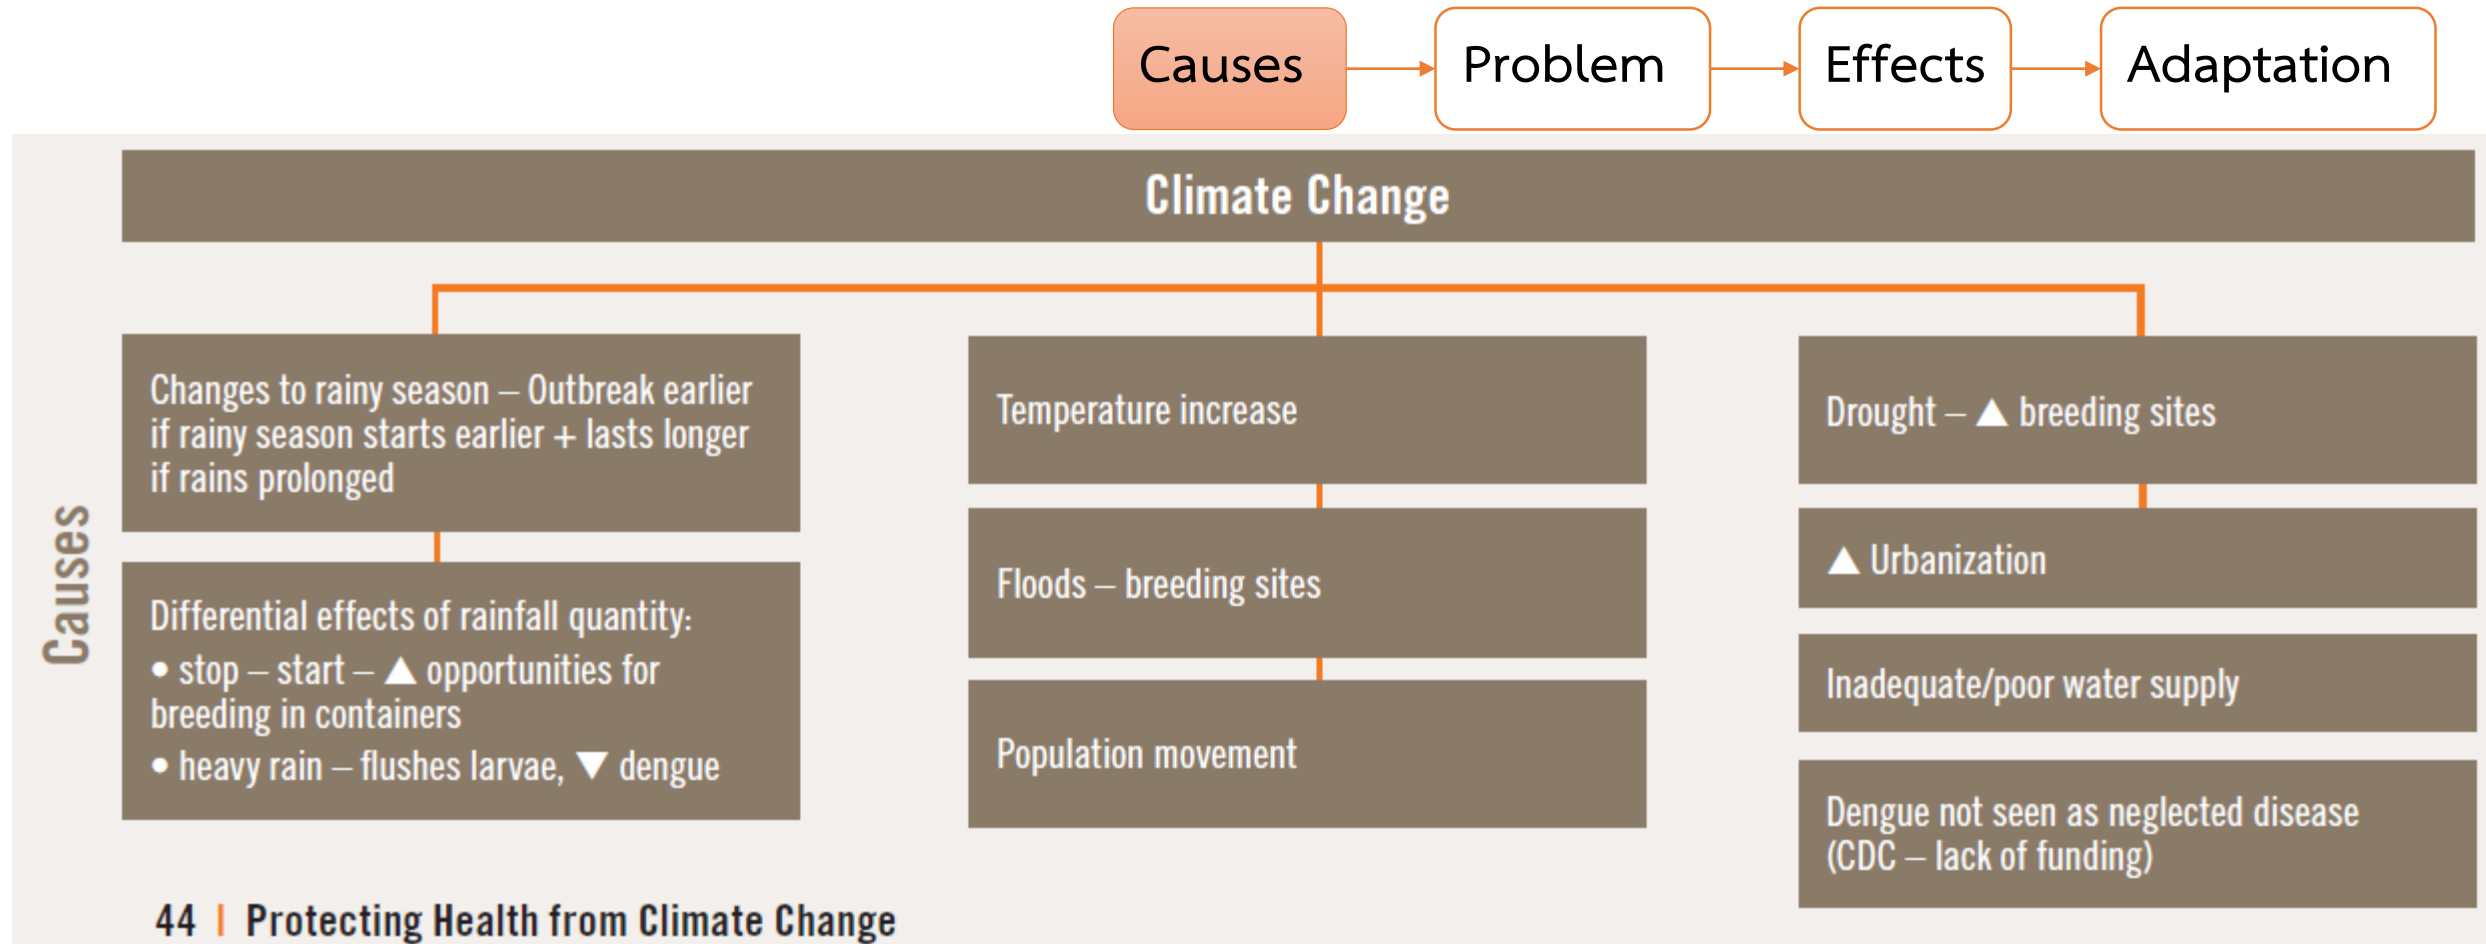 Causes
Problem
Effects
Adaptation
Climate Change
Causes
Changes to rainy season – Outbreak earlier
if rainy season starts earlier + lasts longer
if rains prolonged
Differential effects of rainfall quantity:
• stop – start – ▲ opportunities for
breeding in containers
• heavy rain – flushes larvae, ▼ dengue
Temperature increase
Floods – breeding sites
Population movement
Drought – ▲ breeding sites
▲ Urbanization
Inadequate/poor water supply
Dengue not seen as neglected disease
(CDC – lack of funding)
44 | Protecting Health from Climate Change